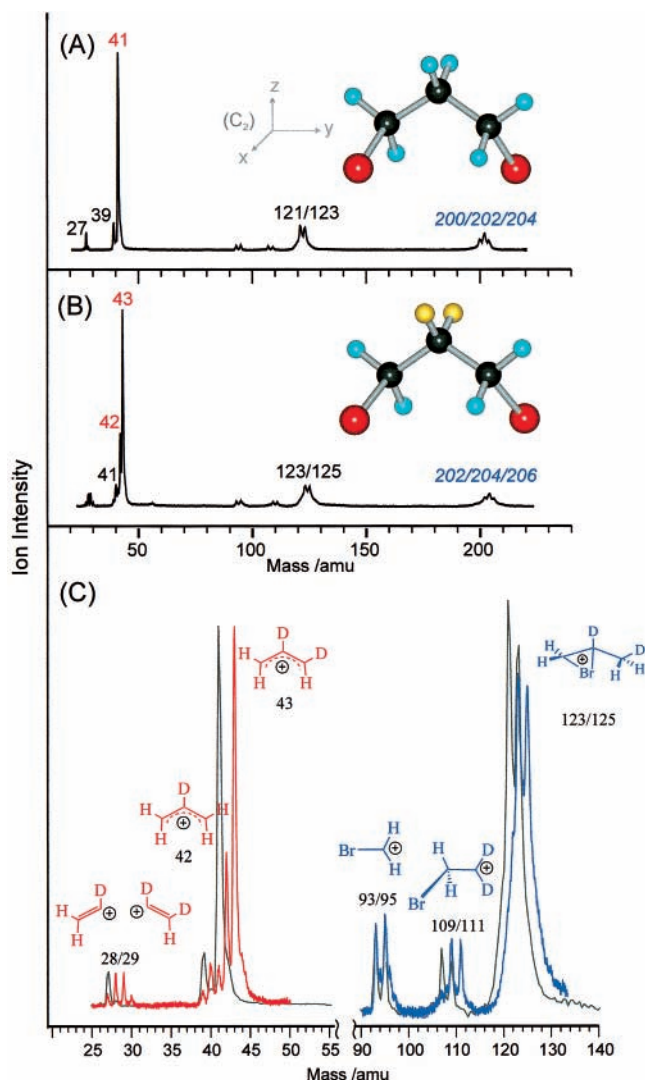 (A)
41
z
(C₂)
y
x
27
39
121/123
200/202/204
(B)
43
42
41
123/125
202/204/206
50
100
150
200
Mass /amu
Ion Intensity
(C)
D
H
D
H
H
43
D
H
H
H
H
42
D
H
H
D
D
H
28/29
H
Br
H
93/95
H
H
D
D
Br
109/111
D
H
H
Br
D
H
H
123/125
25
30
35
40
45
50
55
90
100
110
120
130
140
Mass /amu
Mass /amu